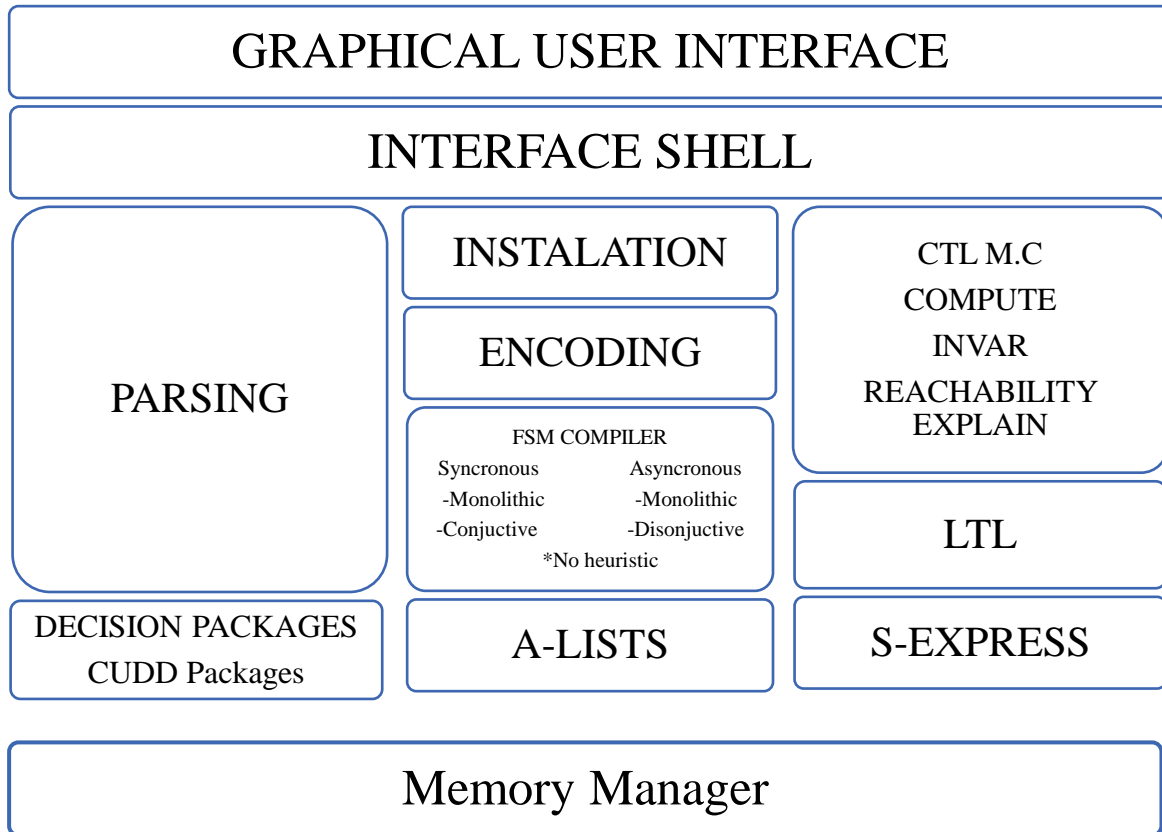 GRAPHICAL USER INTERFACE
INTERFACE SHELL
PARSING
DECISION PACKAGES
CUDD Packages
INSTALATION
ENCODING
FSM COMPILER
Syncronous Asyncronous
-Monolithic -Monolithic
-Conjuctive -Disonjuctive
*No heuristic
A-LISTS
CTL M.C
COMPUTE
INVAR
REACHABILITY
EXPLAIN
LTL
S-EXPRESS
Memory Manager